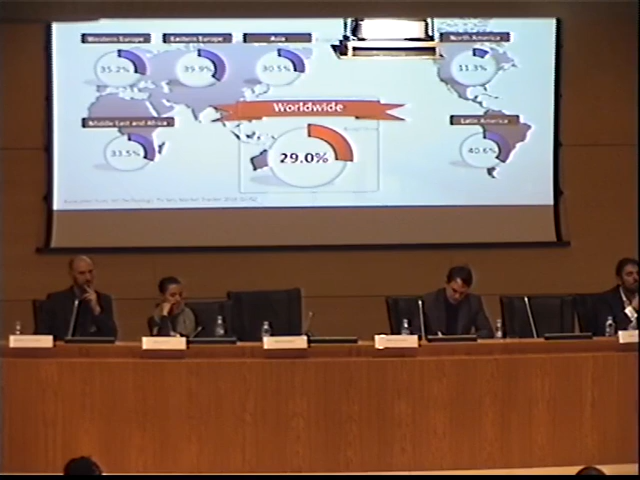 Western Europe
Eastern Europe
Asia
North America
35.2%
39.9%
30.5%
11.3%
Worldwide
Middle East and Africa
Latin America
33.5%
29.0%
40.6%